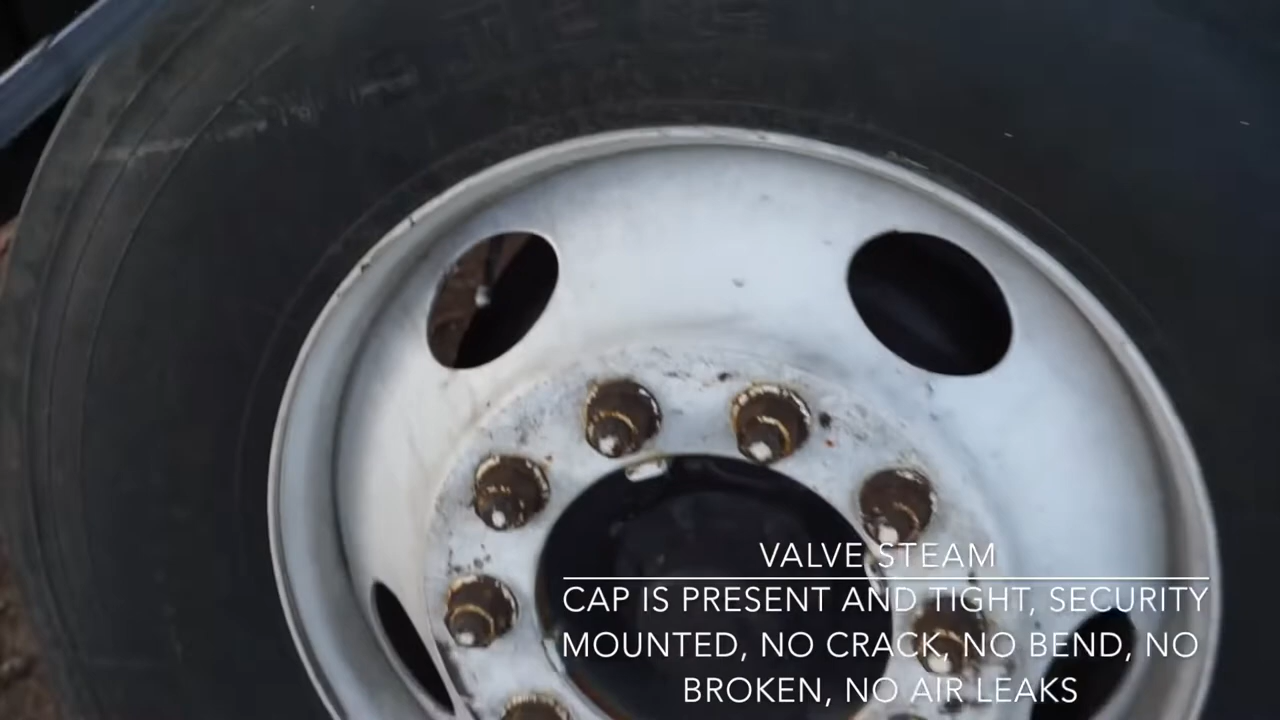 VALVE STEAM
CAP IS PRESENT AND TIGHT, SECURITY
MOUNTED, NO CRACK, NO BEND, NO
BROKEN, NO AIR LEAKS